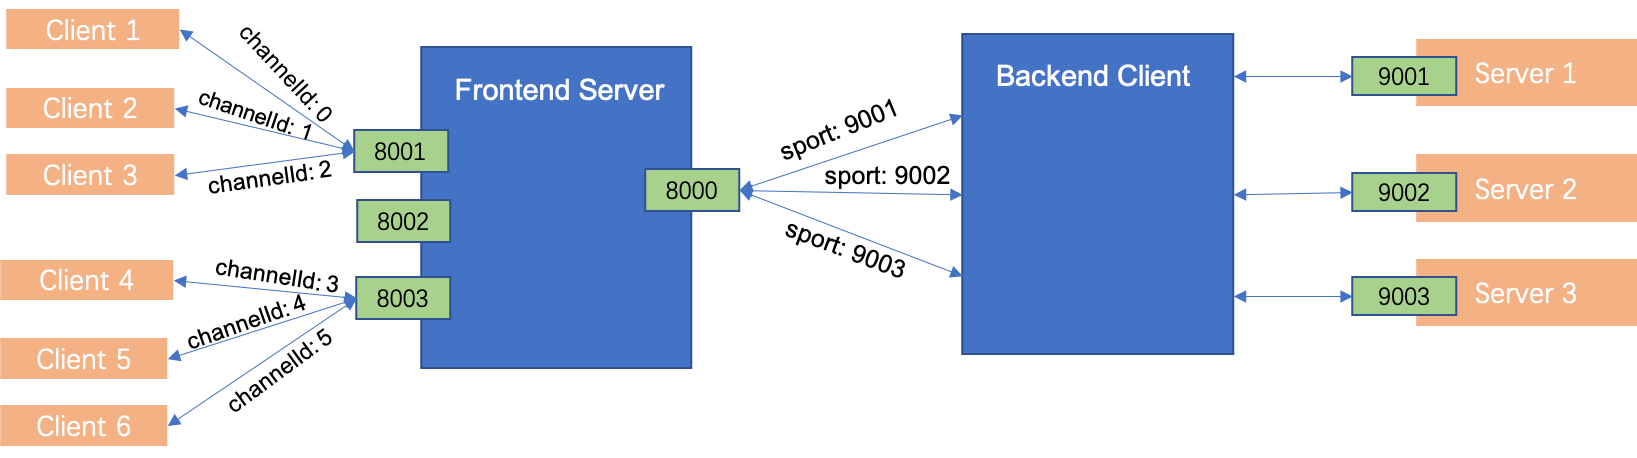 Client 1
Client 2
Client 3
Client 4
Client 5
Client 6
channelId: 0
channelId: 1
channelId: 2
channelId: 3
channelId: 4
channelId: 5
8001
8002
8003
Frontend Server
8000
sport: 9001
sport: 9002
sport: 9003
Backend Client
9001
Server 1
9002
Server 2
9003
Server 3